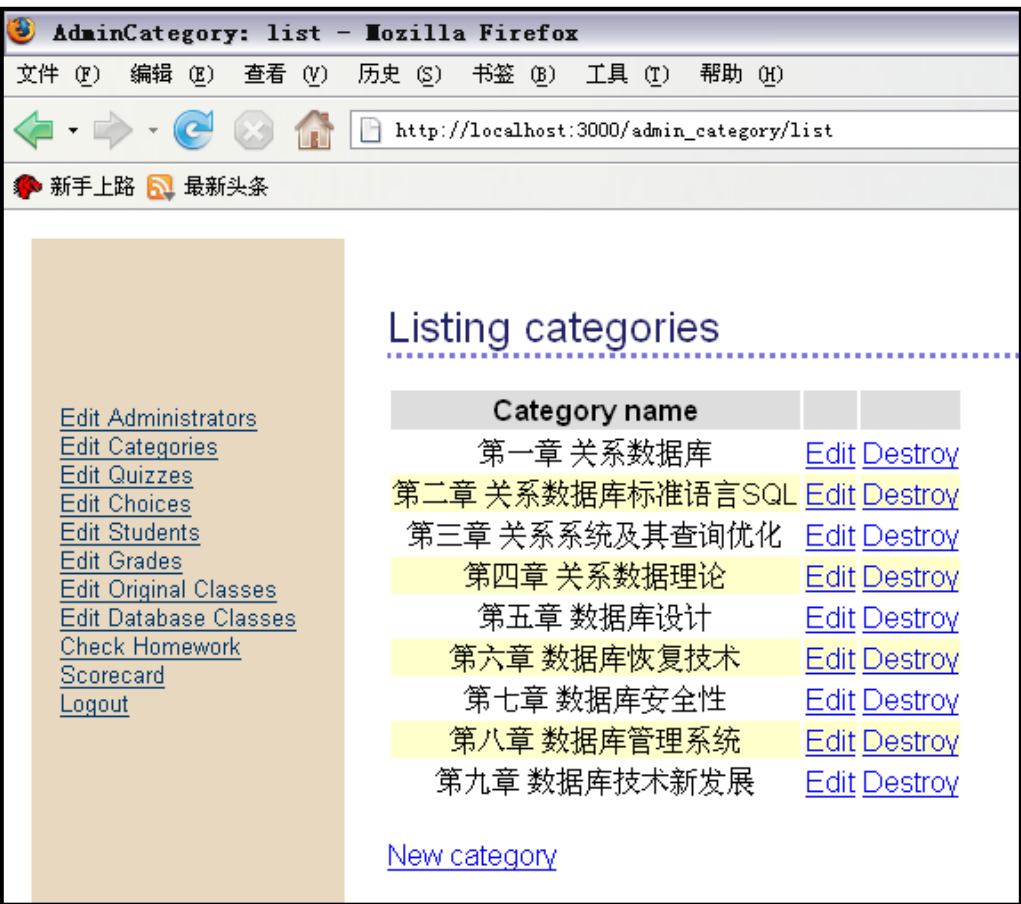 AdminCategory: list - Mozilla Firefox
文件 (F) 编辑 (E) 查看 (V) 历史 (S) 书签 (B) 工具 (T) 帮助 (H)
http://localhost:3000/admin_category/list
新手上路 最新头条
Edit Administrators
Edit Categories
Edit Quizzes
Edit Choices
Edit Students
Edit Grades
Edit Original Classes
Edit Database Classes
Check Homework
Scorecard
Logout
Listing categories
Category name
第一章 关系数据库 Edit Destroy
第二章 关系数据库标准语言SQL Edit Destroy
第三章 关系系统及其查询优化 Edit Destroy
第四章 关系数据理论 Edit Destroy
第五章 数据库设计 Edit Destroy
第六章 数据库恢复技术 Edit Destroy
第七章 数据库安全性 Edit Destroy
第八章 数据库管理系统 Edit Destroy
第九章 数据库技术新发展 Edit Destroy
New category